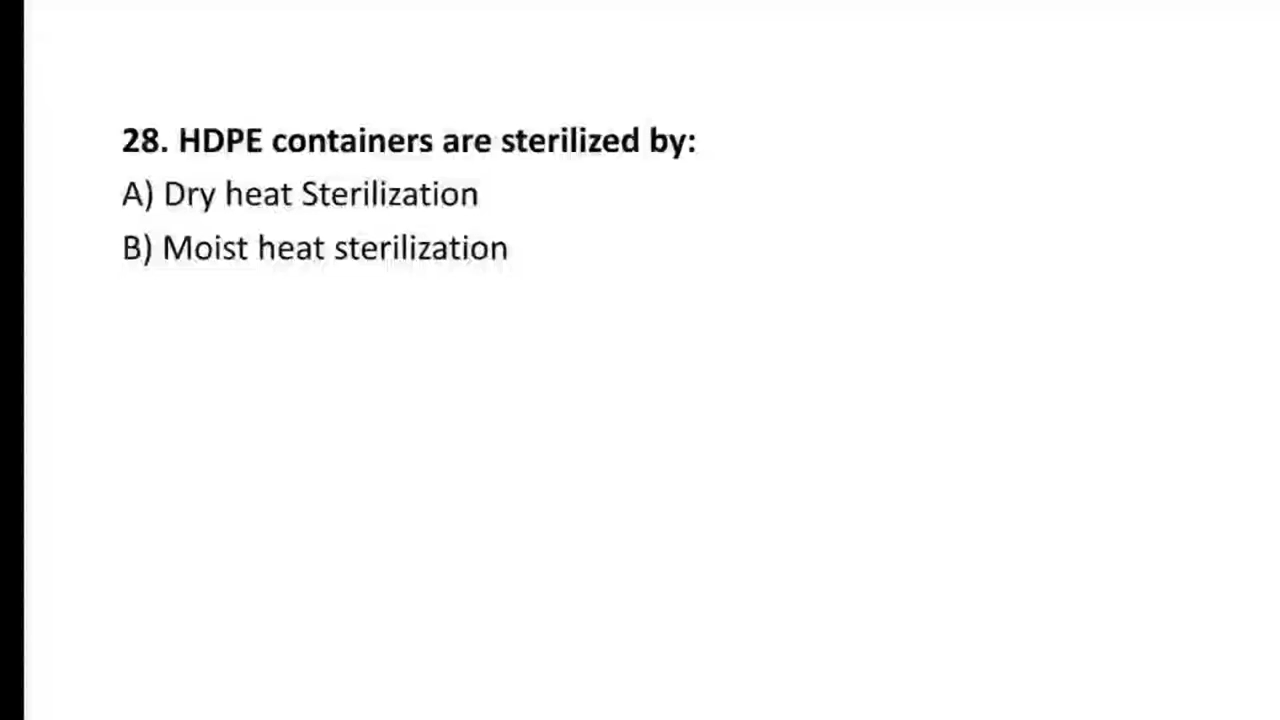 28. HDPE containers are sterilized by:
A) Dry heat Sterilization
B) Moist heat sterilization